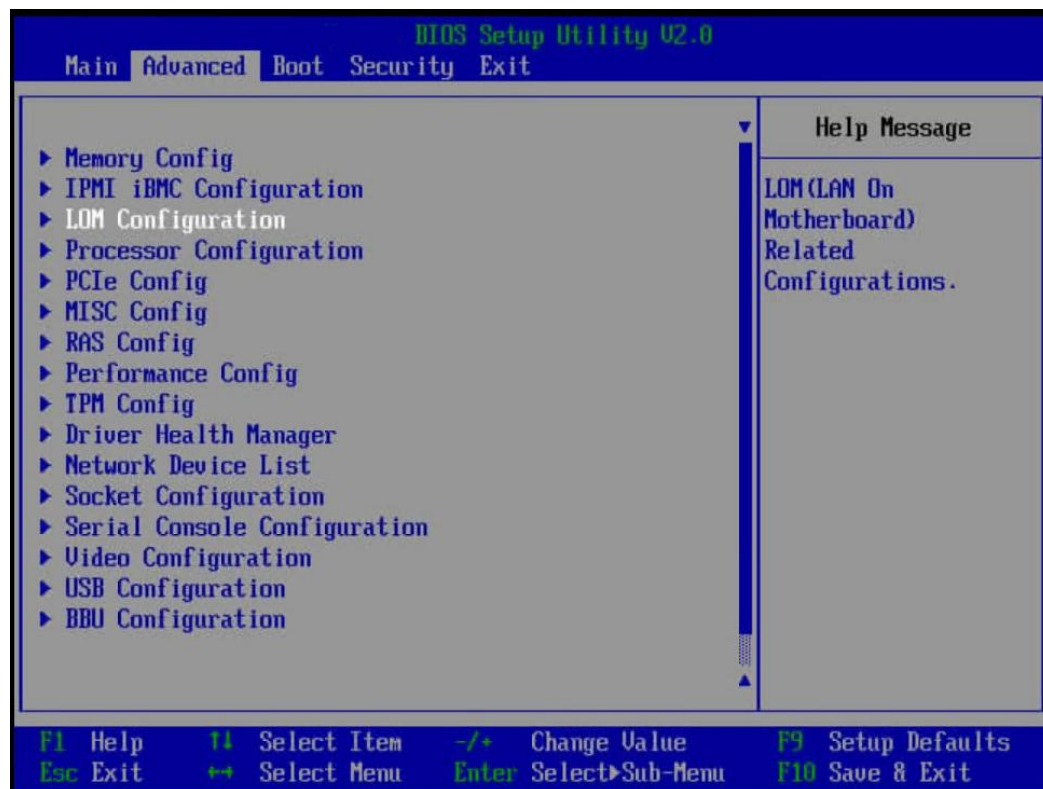 BIOS Setup Utility V2.0
Main Advanced Boot Security Exit
Help Message
▶ Memory Config
▶ IPMI iBMC Configuration
▶ LOM Configuration
▶ Processor Configuration
▶ PCIe Config
▶ MISC Config
▶ RAS Config
▶ Performance Config
▶ TPM Config
▶ Driver Health Manager
▶ Network Device List
▶ Socket Configuration
▶ Serial Console Configuration
▶ Video Configuration
▶ USB Configuration
▶ BBU Configuration
LOM(LAN On
Motherboard)
Related
Configurations.
F1 Help ↑↓ Select Item -/+ Change Value F9 Setup Defaults
Esc Exit ←→ Select Menu Enter Select▶Sub-Menu F10 Save & Exit